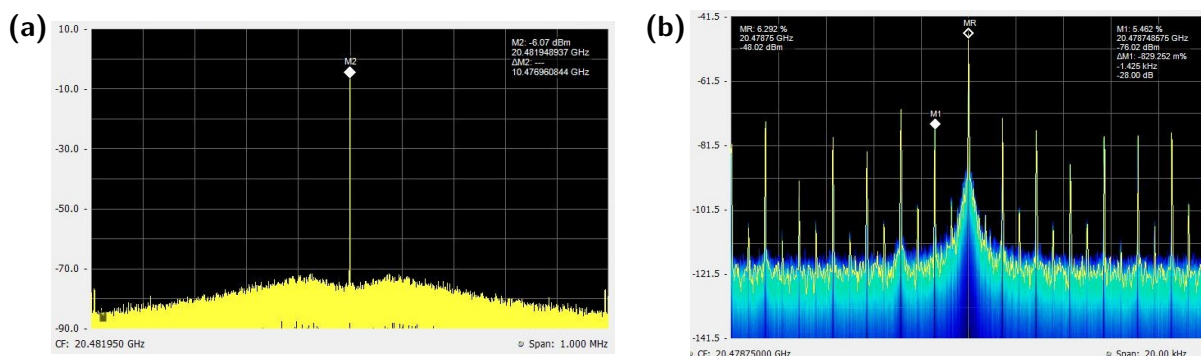 (a)
10.0
-10.0
-30.0
-50.0
-70.0
-90.0
M2: -6.07 dBm
20.481948937 GHz
ΔM2: ---
10.476960844 GHz
M2
CF: 20.481950 GHz
Span: 1.000 MHz
(b)
-41.5
-61.5
-81.5
-101.5
-121.5
-141.5
MR: 6.292 %
20.47875 GHz
-48.02 dBm
MR
M1: 5.462 %
20.478748575 GHz
-76.02 dBm
ΔM1: -829.252 m%
-1.425 kHz
-28.00 dB
M1
CF: 20.47875000 GHz
Span: 20.00 kHz